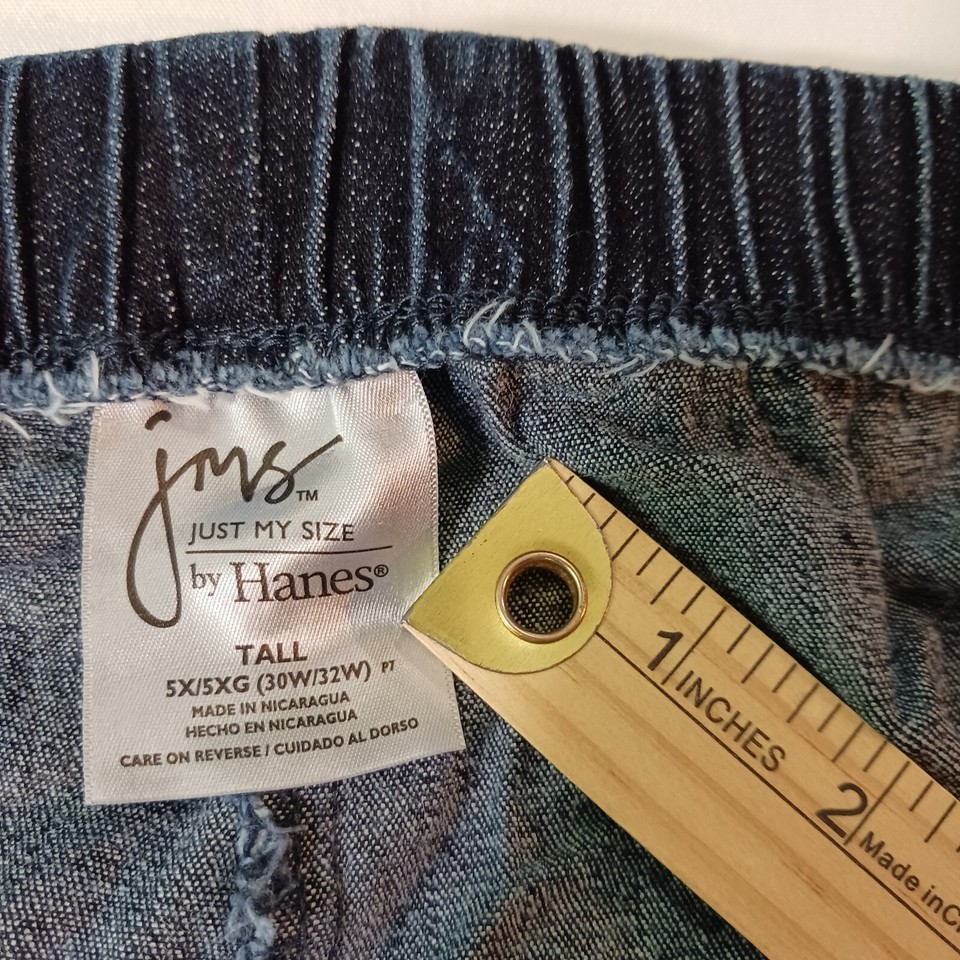 jms™
JUST MY SIZE
by Hanes®
TALL
5X/5XG (30W/32W) PT
MADE IN NICARAGUA
HECHO EN NICARAGUA
CARE ON REVERSE / CUIDADO AL DORSO
1
INCHES
2
Made in C